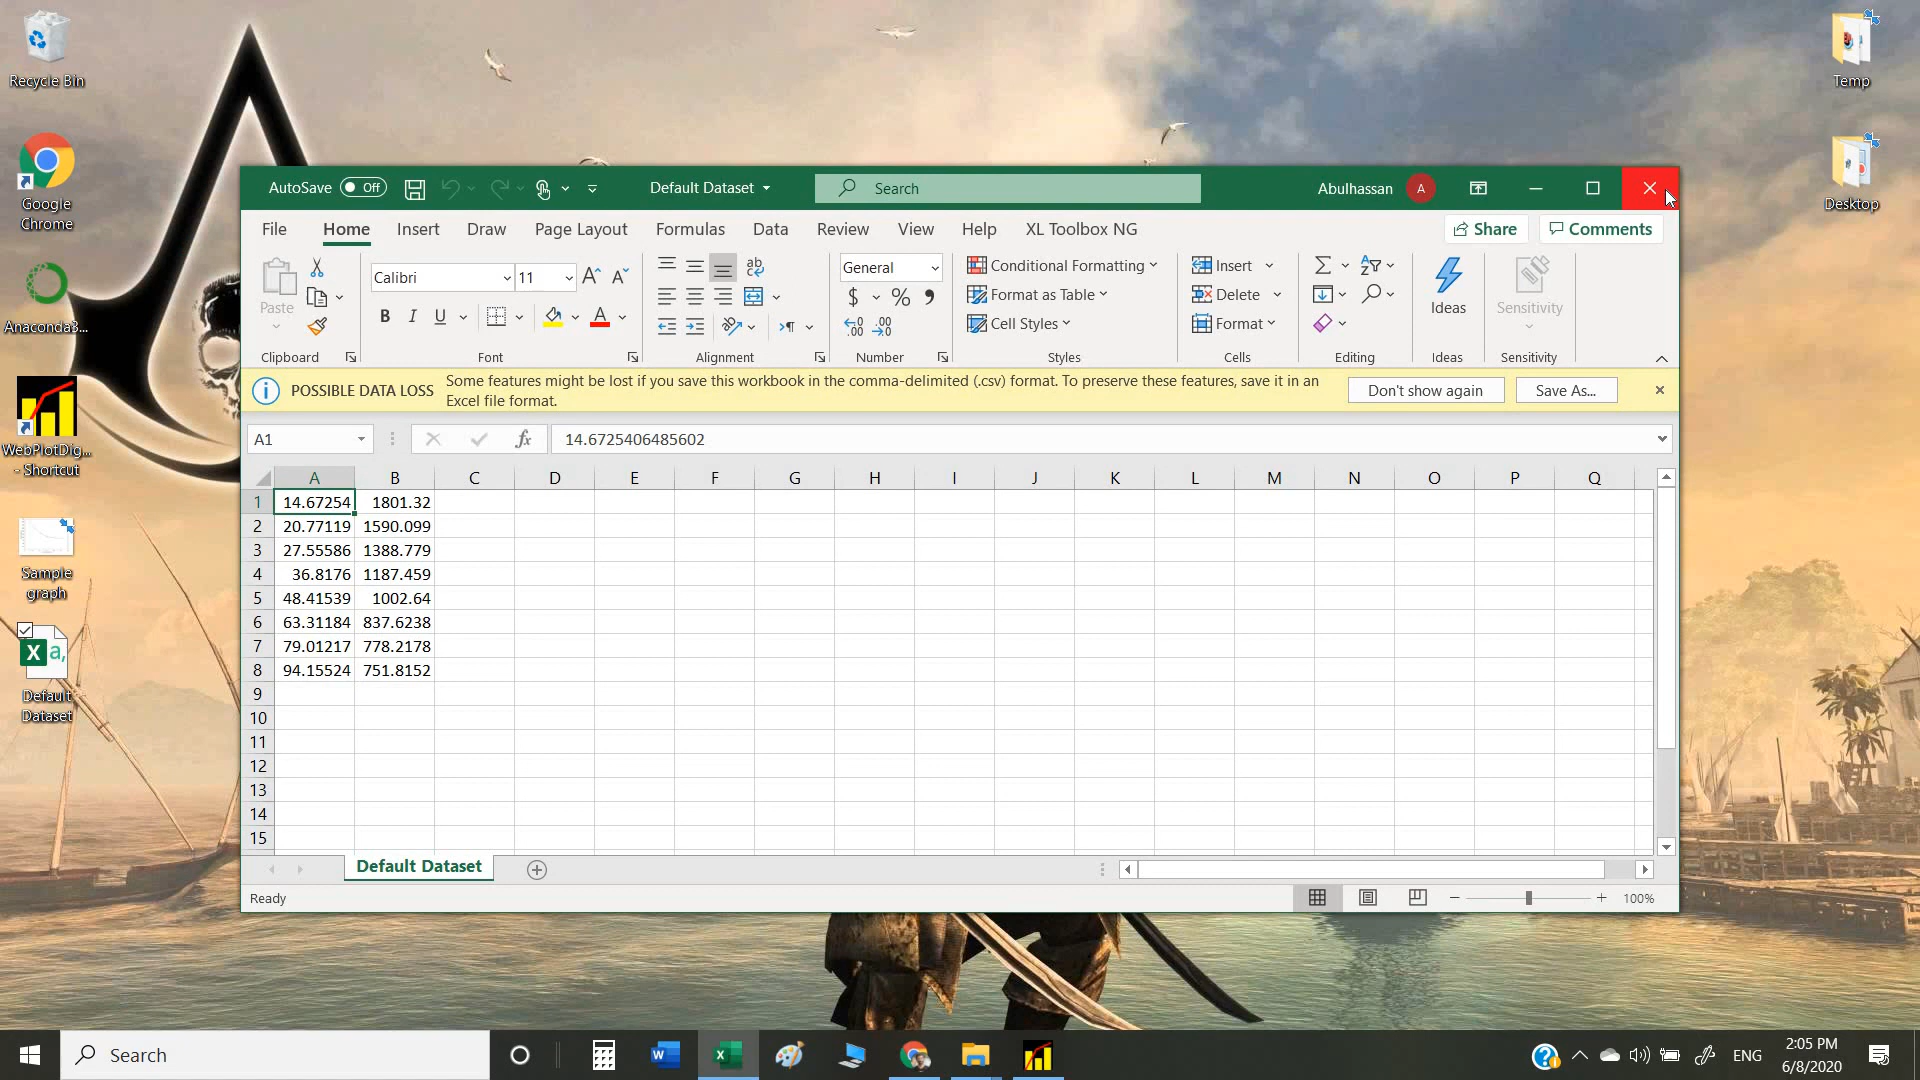 Recycle Bin
Google
Chrome
Anaconda3...
WebPlotDig...
- Shortcut
Sample
graph
Default
Dataset
Temp
Desktop
AutoSave Off
Default Dataset
Search
Abulhassan
A
File Home Insert Draw Page Layout Formulas Data Review View Help XL Toolbox NG
Share
Comments
Paste
Clipboard
Calibri 11
B I U A
Font
ab
Alignment
General
$ % 9
.00
Number
Conditional Formatting
Format as Table
Cell Styles
Styles
Insert
Delete
Format
Cells
Editing
Ideas
Ideas
Sensitivity
Sensitivity
POSSIBLE DATA LOSS Some features might be lost if you save this workbook in the comma-delimited (.csv) format. To preserve these features, save it in an
Excel file format.
Don't show again
Save As...
A1
fx
14.6725406485602
A B C D E F G H I J K L M N O P Q
1 14.67254 1801.32
2 20.77119 1590.099
3 27.55586 1388.779
4 36.8176 1187.459
5 48.41539 1002.64
6 63.31184 837.6238
7 79.01217 778.2178
8 94.15524 751.8152
9
10
11
12
13
14
15
Default Dataset
Ready
100%
Search
ENG
2:05 PM
6/8/2020